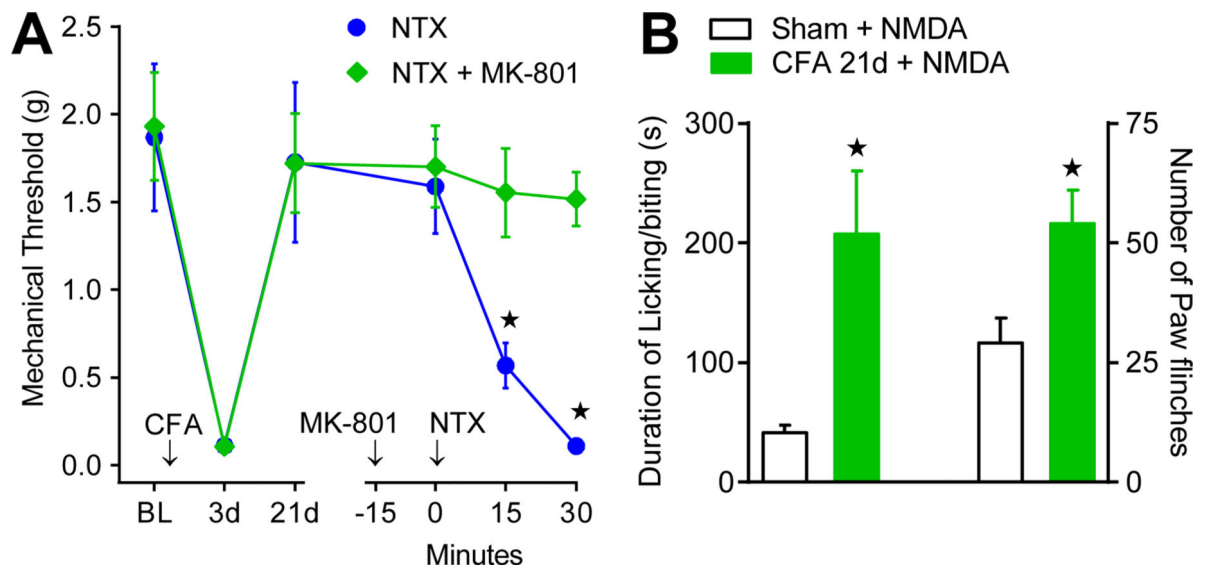 A
2.5
2.0
1.5
1.0
0.5
0.0
Mechanical Threshold (g)
NTX
NTX + MK-801
CFA
MK-801
NTX
BL
3d
21d
-15
0
15
30
Minutes
B
Sham + NMDA
CFA 21d + NMDA
300
200
100
0
Duration of Licking/biting (s)
75
50
25
0
Number of Paw flinches